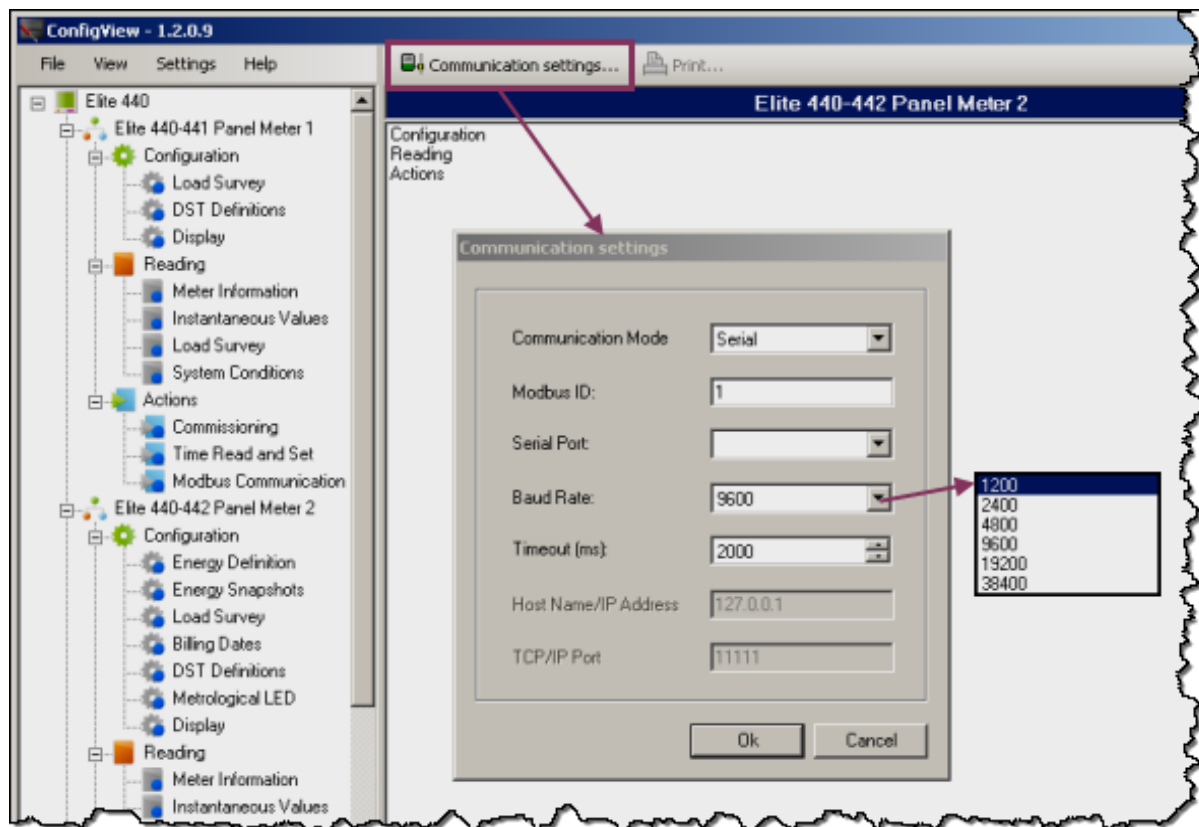 ConfigView - 1.2.0.9
File View Settings Help
Communication settings... Print...
Elite 440
Elite 440-441 Panel Meter 1
Configuration
Load Survey
DST Definitions
Display
Reading
Meter Information
Instantaneous Values
Load Survey
System Conditions
Actions
Commissioning
Time Read and Set
Modbus Communication
Elite 440-442 Panel Meter 2
Configuration
Energy Definition
Energy Snapshots
Load Survey
Billing Dates
DST Definitions
Metrological LED
Display
Reading
Meter Information
Instantaneous Values
Elite 440-442 Panel Meter 2
Configuration
Reading
Actions
Communication settings
Communication Mode Serial
Modbus ID: 1
Serial Port:
Baud Rate: 9600
Timeout (ms): 2000
Host Name/IP Address 127.0.0.1
TCP/IP Port 11111
Ok Cancel
1200
2400
4800
9600
19200
38400